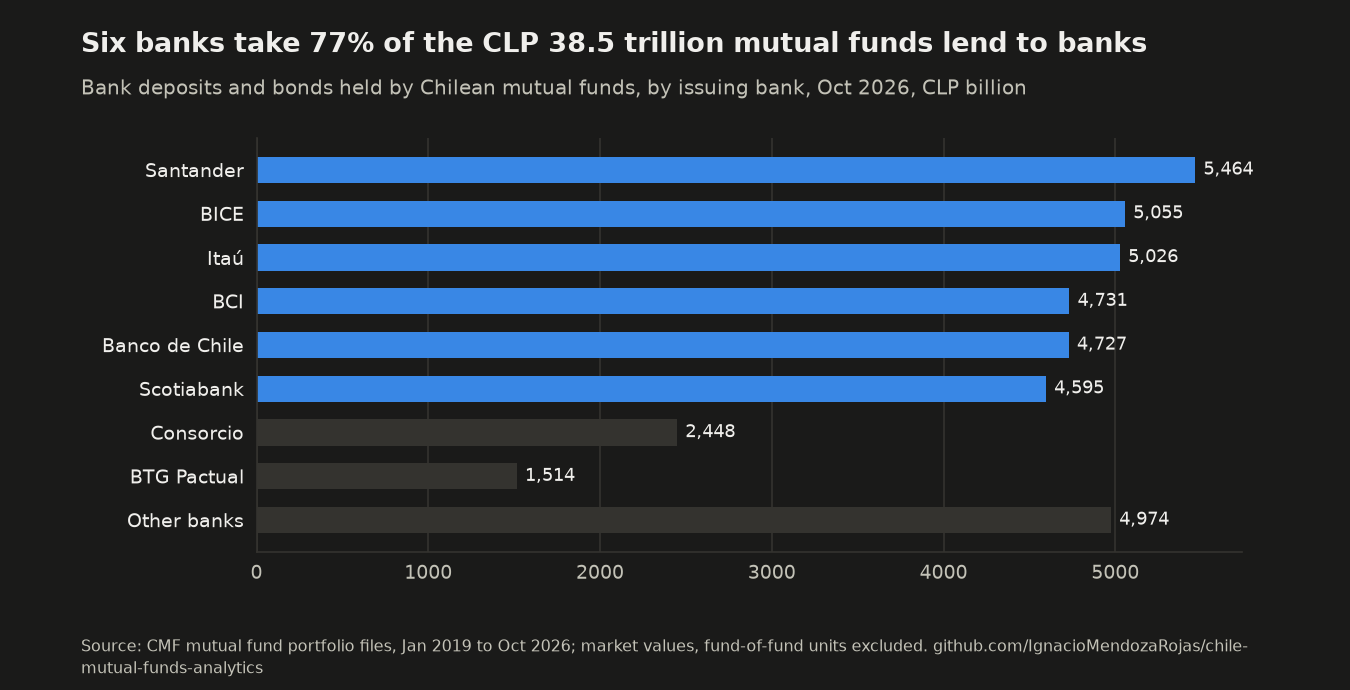 Six banks take 77% of the CLP 38.5 trillion mutual funds lend to banks
Bank deposits and bonds held by Chilean mutual funds, by issuing bank, Oct 2026, CLP billion
Santander 5,464
BICE 5,055
Itaú 5,026
BCI 4,731
Banco de Chile 4,727
Scotiabank 4,595
Consorcio 2,448
BTG Pactual 1,514
Other banks 4,974
0 1000 2000 3000 4000 5000
Source: CMF mutual fund portfolio files, Jan 2019 to Oct 2026; market values, fund-of-fund units excluded. github.com/IgnacioMendozaRojas/chile-
mutual-funds-analytics